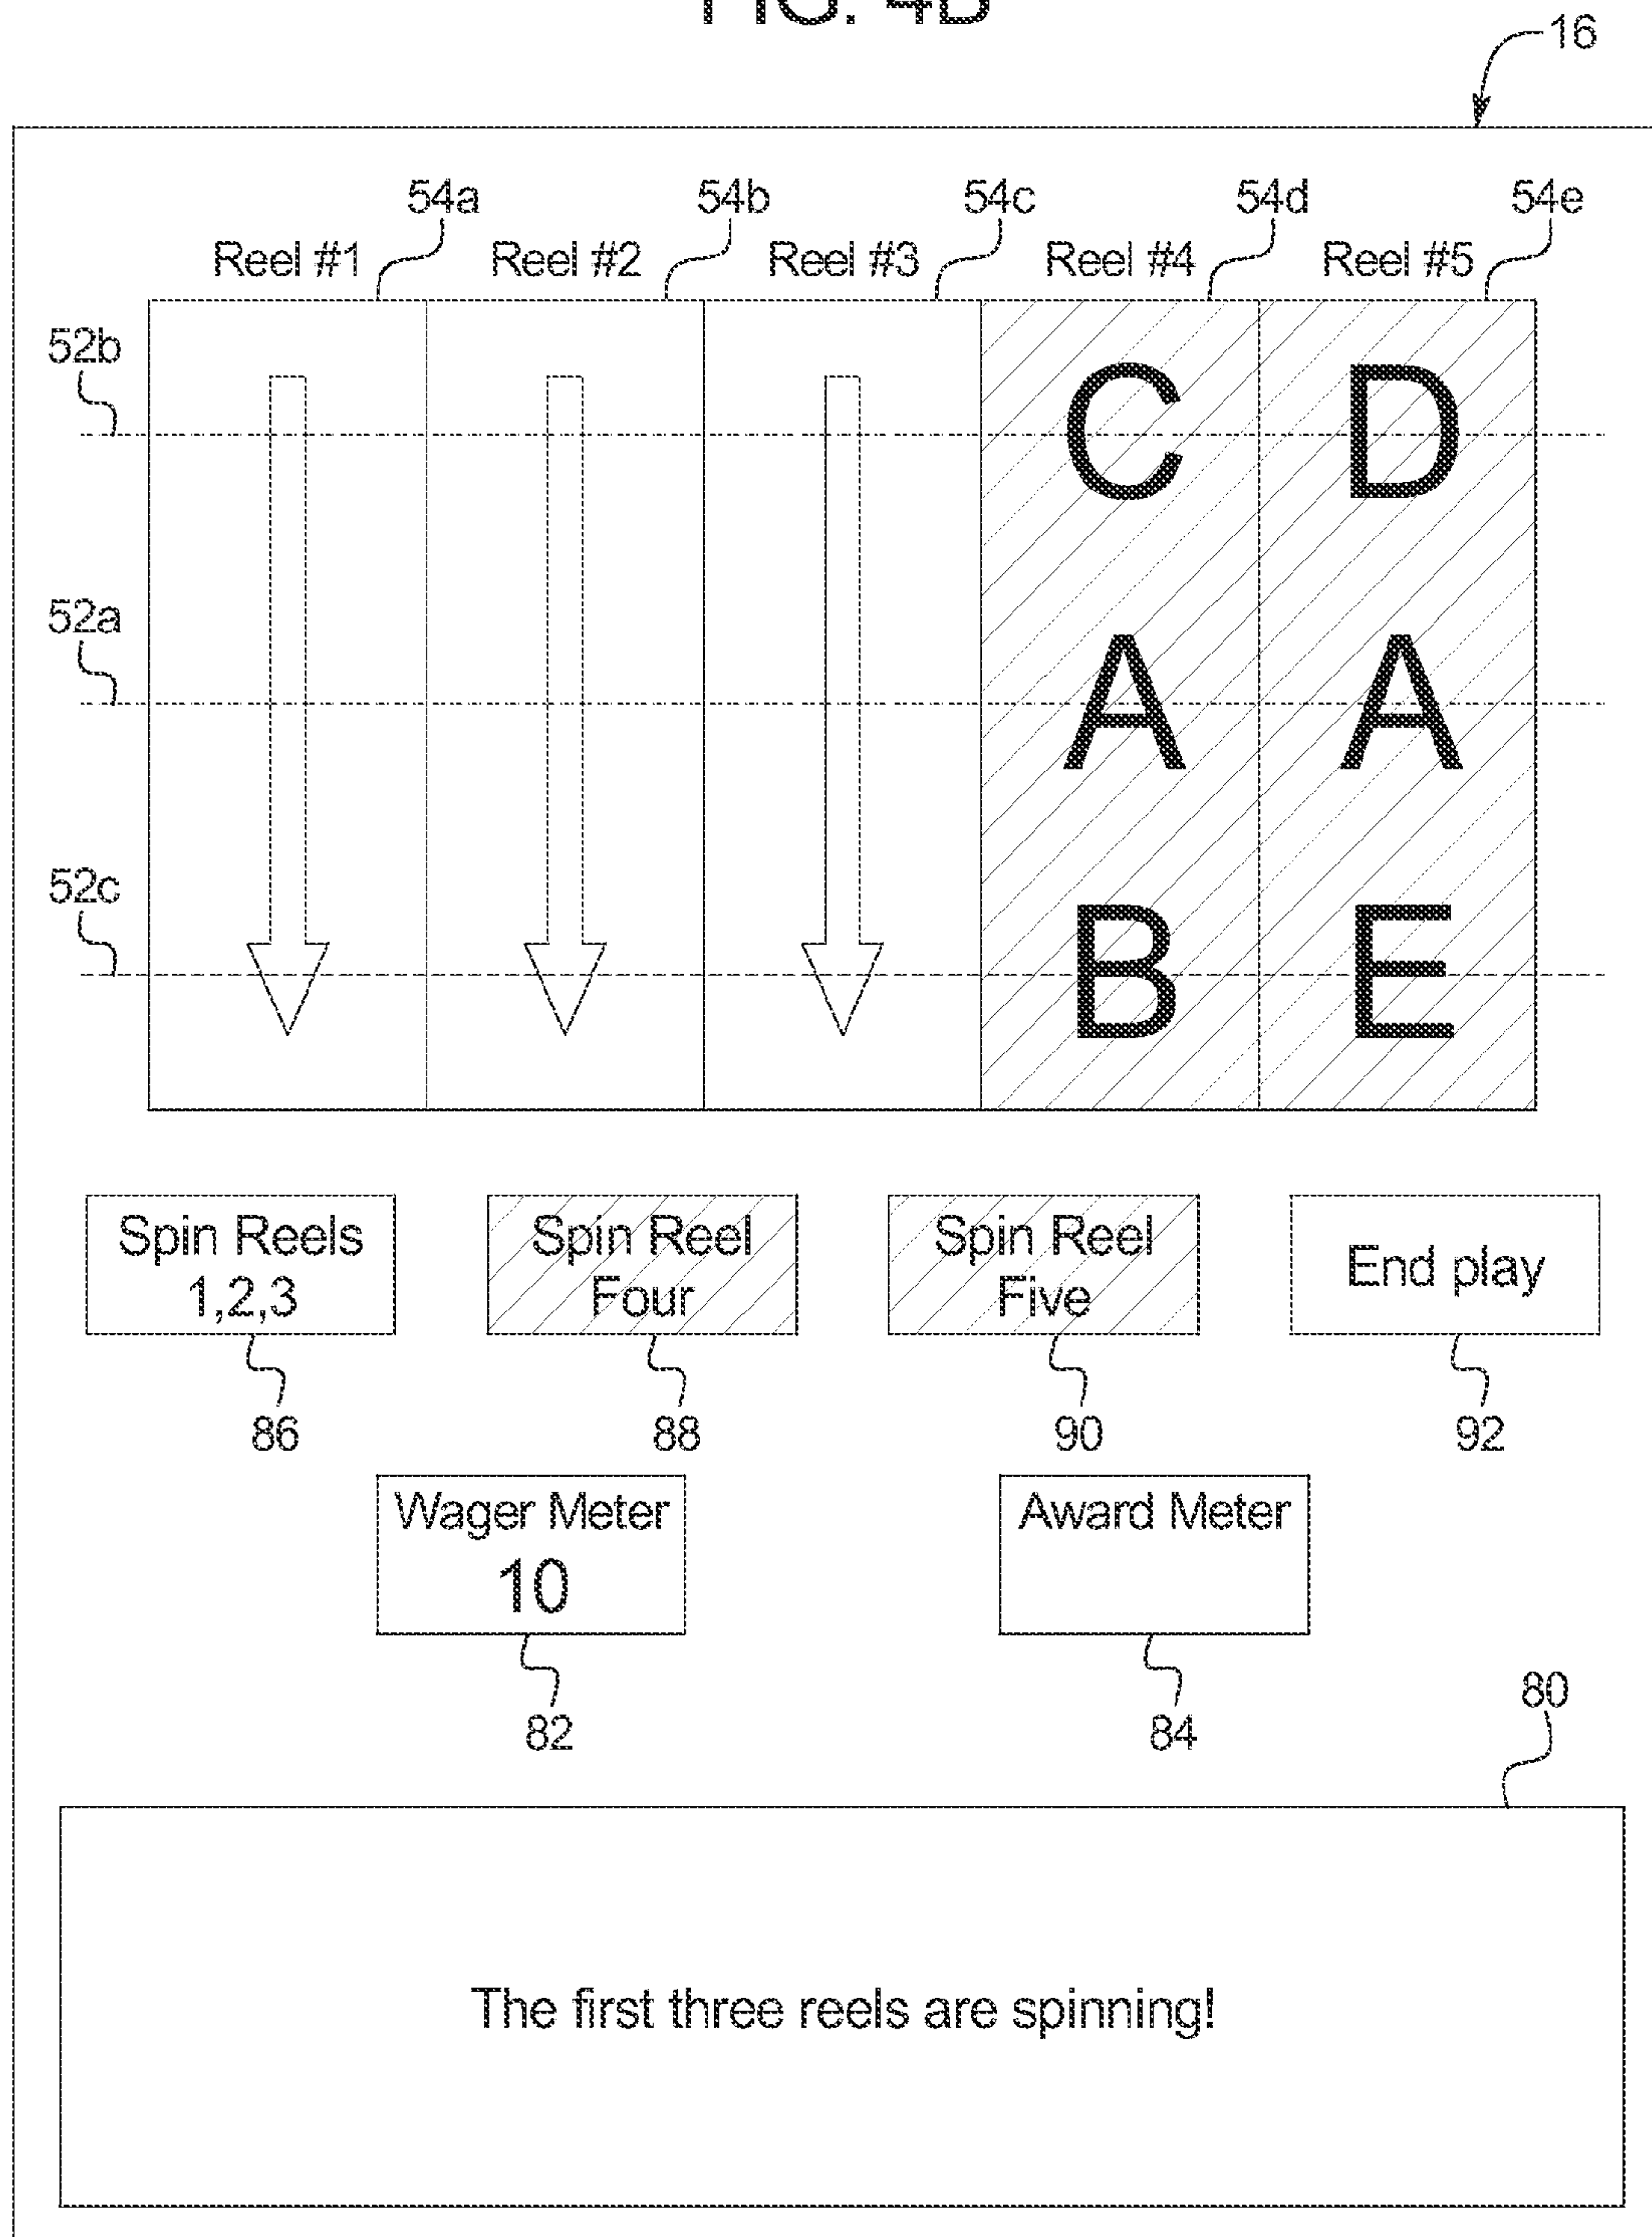 FIG. 4B
16
54a 54b 54c 54d 54e
Reel #1 Reel #2 Reel #3 Reel #4 Reel #5
52b
C D
52a
A A
52c
B E
Spin Reels Spin Reel Spin Reel End play
1,2,3 Four Five
86 88 90 92
Wager Meter Award Meter
10
82 84
80
The first three reels are spinning!